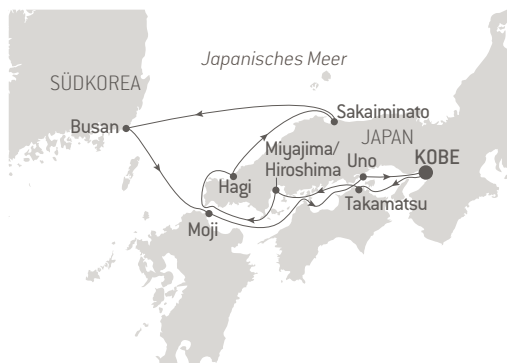 Japanisches Meer
SÜDKOREA
Busan
Sakaiminato
JAPAN
Miyajima/
Hiroshima
Uno
KOBE
Hagi
Takamatsu
Moji